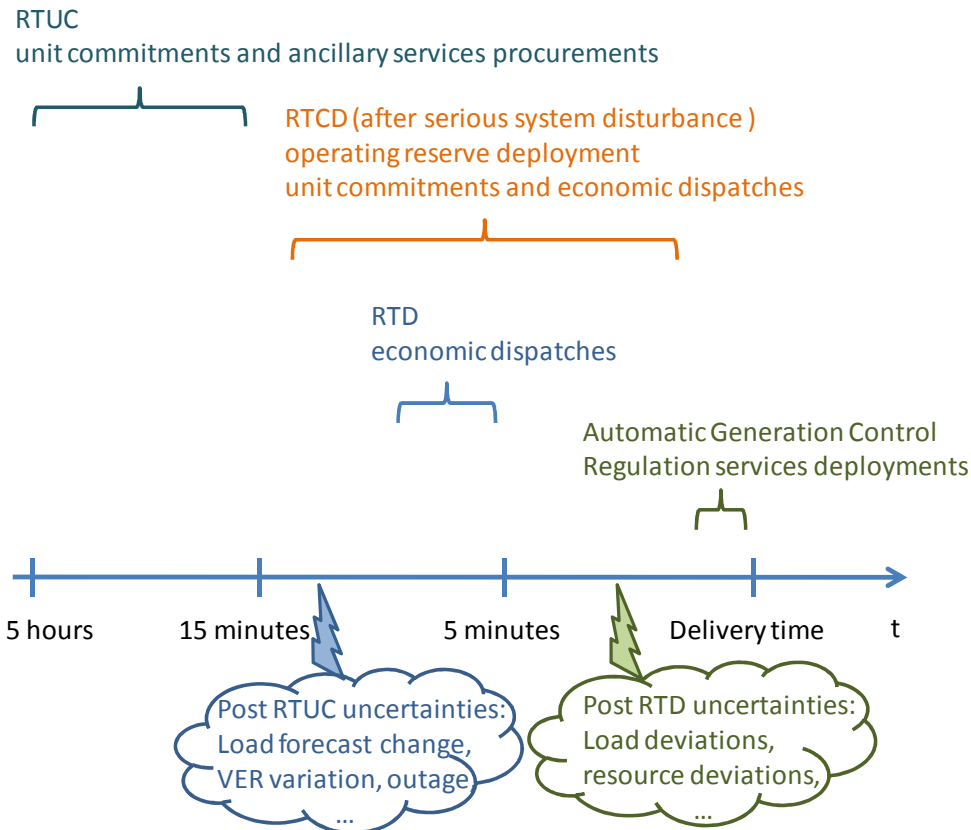 RTUC
unit commitments and ancillary services procurements
RTCD (after serious system disturbance )
operating reserve deployment
unit commitments and economic dispatches
RTD
economic dispatches
Automatic Generation Control
Regulation services deployments
5 hours
15 minutes
5 minutes
Delivery time
t
Post RTUC uncertainties:
Load forecast change,
VER variation, outage,
...
Post RTD uncertainties:
Load deviations,
resource deviations,
...